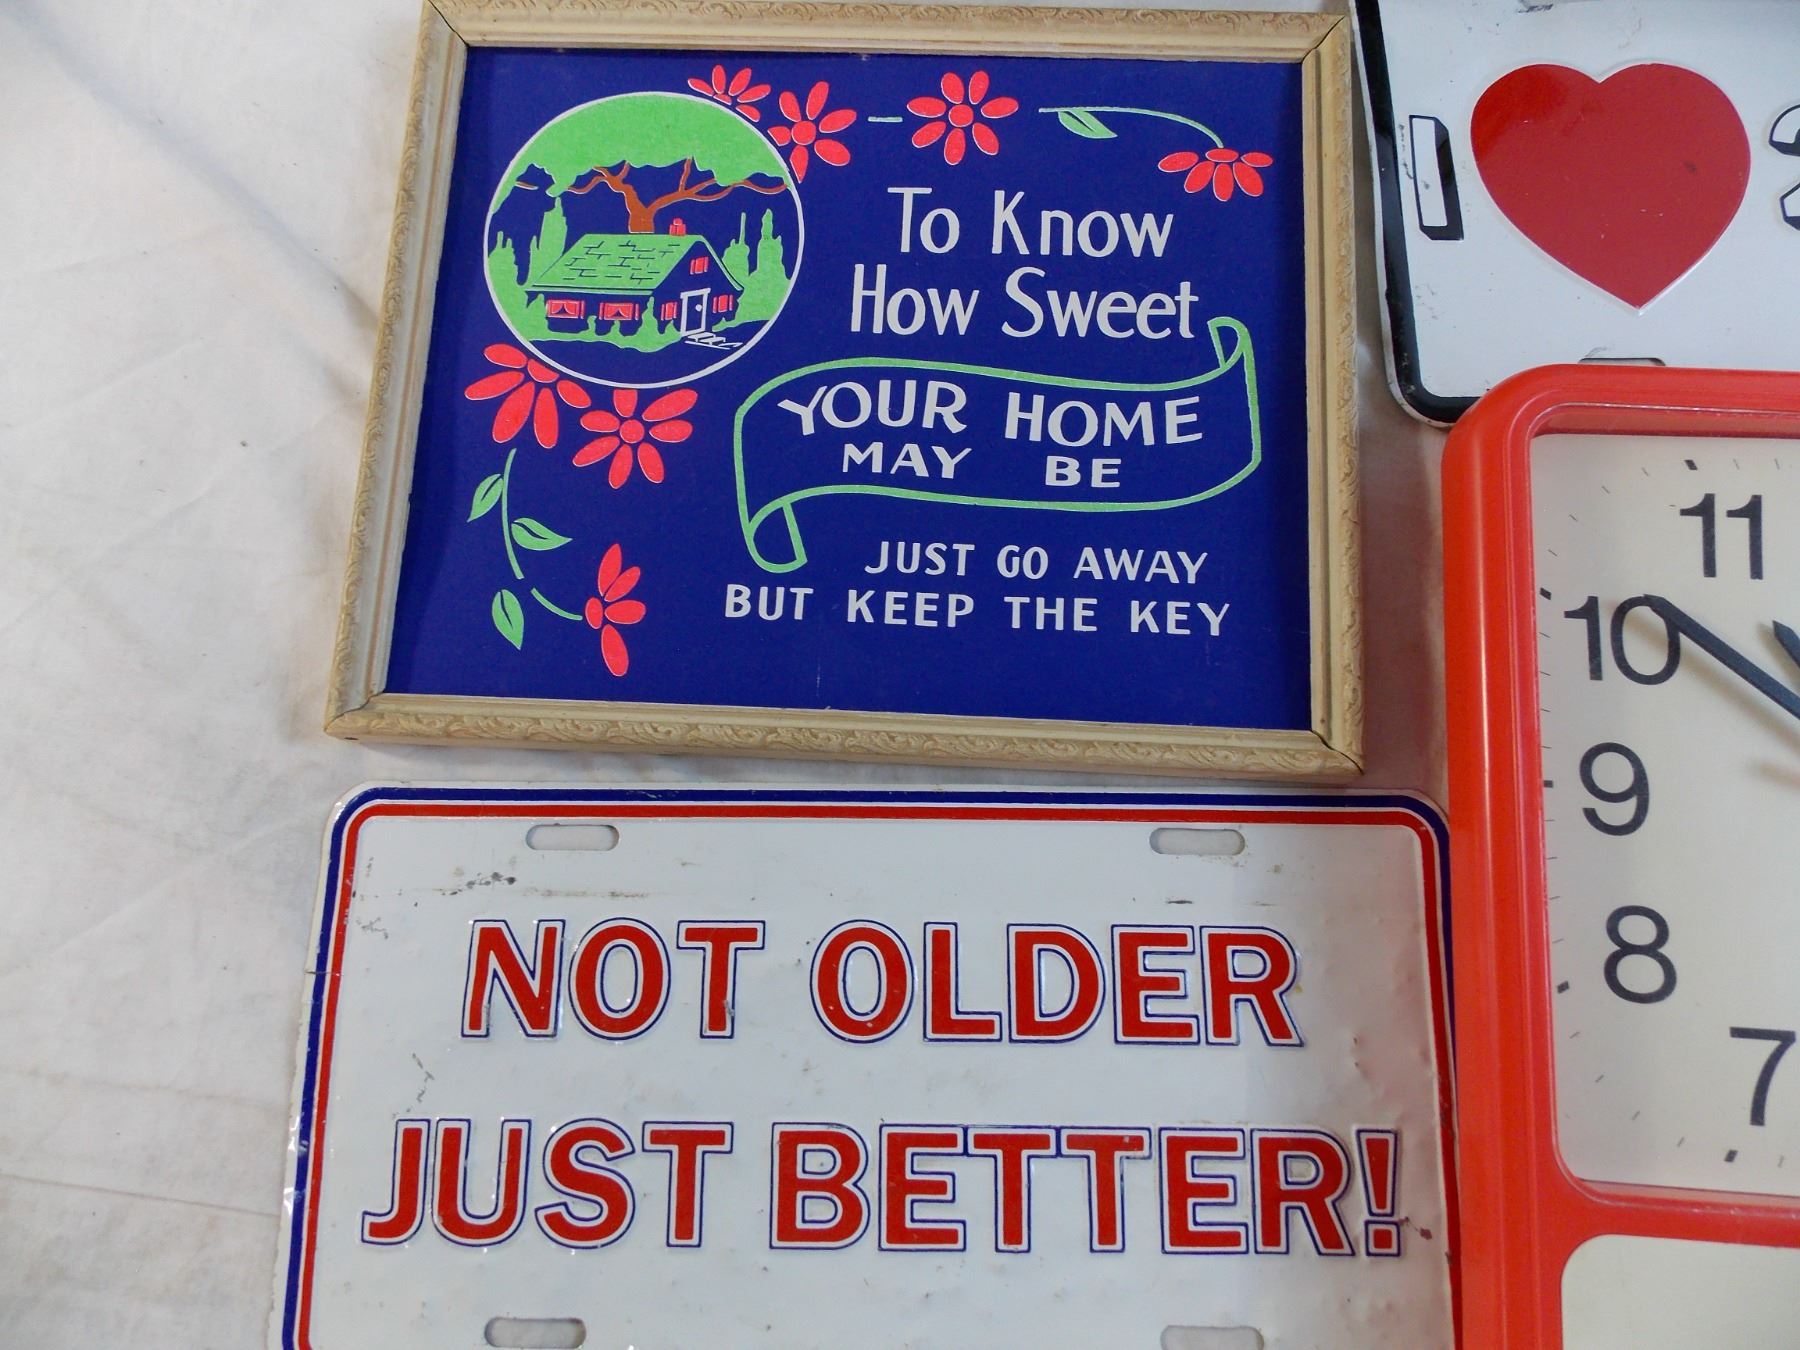 To Know
How Sweet
YOUR HOME
MAY BE
JUST GO AWAY
BUT KEEP THE KEY
I
11
10
9
8
7
NOT OLDER
JUST BETTER!